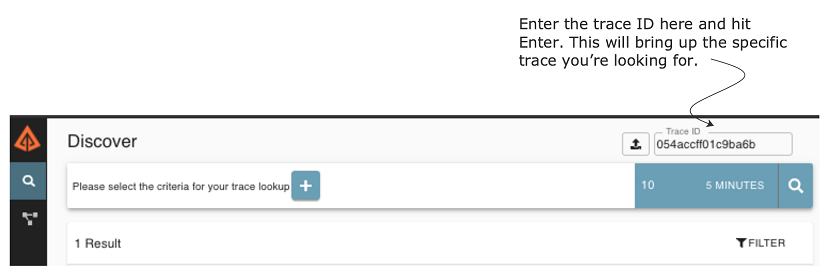 Enter the trace ID here and hit
Enter. This will bring up the specific
trace you're looking for.
Discover
Trace ID
054accff01c9ba6b
Please select the criteria for your trace lookup
10
5 MINUTES
1 Result
FILTER